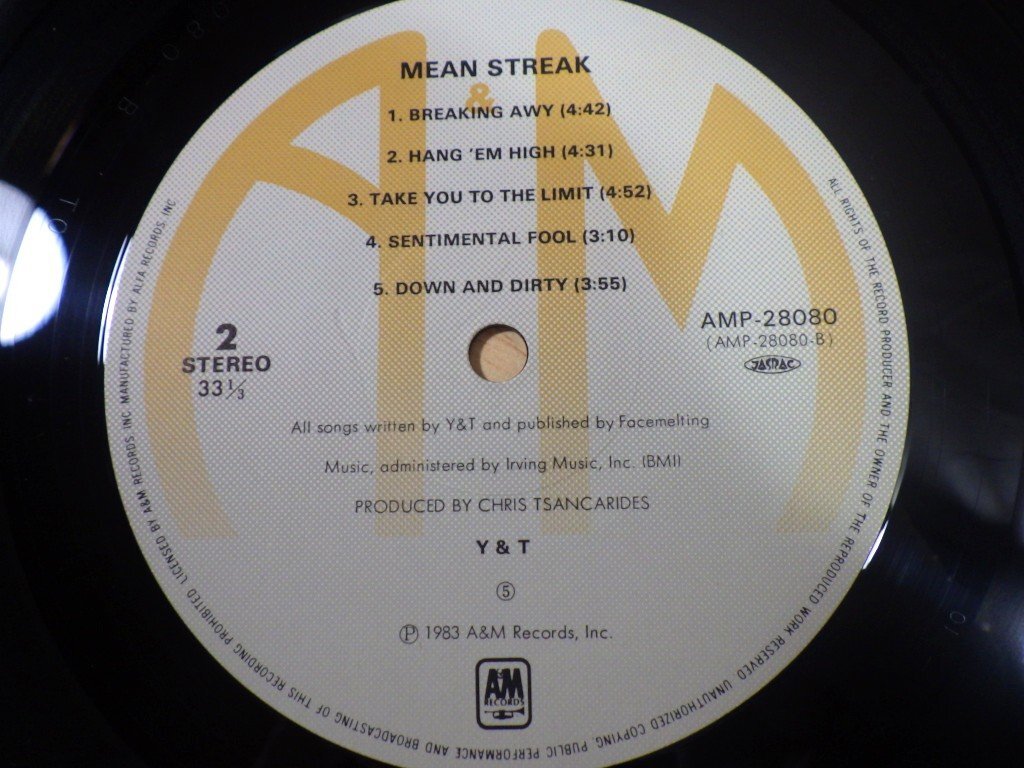 MEAN STREAK
&
1. BREAKING AWY (4:42)
2. HANG 'EM HIGH (4:31)
3. TAKE YOU TO THE LIMIT (4:52)
4. SENTIMENTAL FOOL (3:10)
5. DOWN AND DIRTY (3:55)
2
STEREO
33 1/3
AMP-28080
(AMP-28080-B)
JASRAC
All songs written by Y&T and published by Facemelting
Music, administered by Irving Music, Inc. (BMI)
PRODUCED BY CHRIS TSANCARIDES
Y & T
⑤
Ⓟ 1983 A&M Records, Inc.
A&M
RECORDS
ALL RIGHTS OF THE RECORD PRODUCER AND THE OWNER OF THE REPRODUCED WORK RESERVED. UNAUTHORIZED COPYING, PUBLIC PERFORMANCE AND BROADCASTING OF THIS RECORDING PROHIBITED. LICENSED BY A&M RECORDS INC. MANUFACTURED BY ALFA RECORDS, INC.